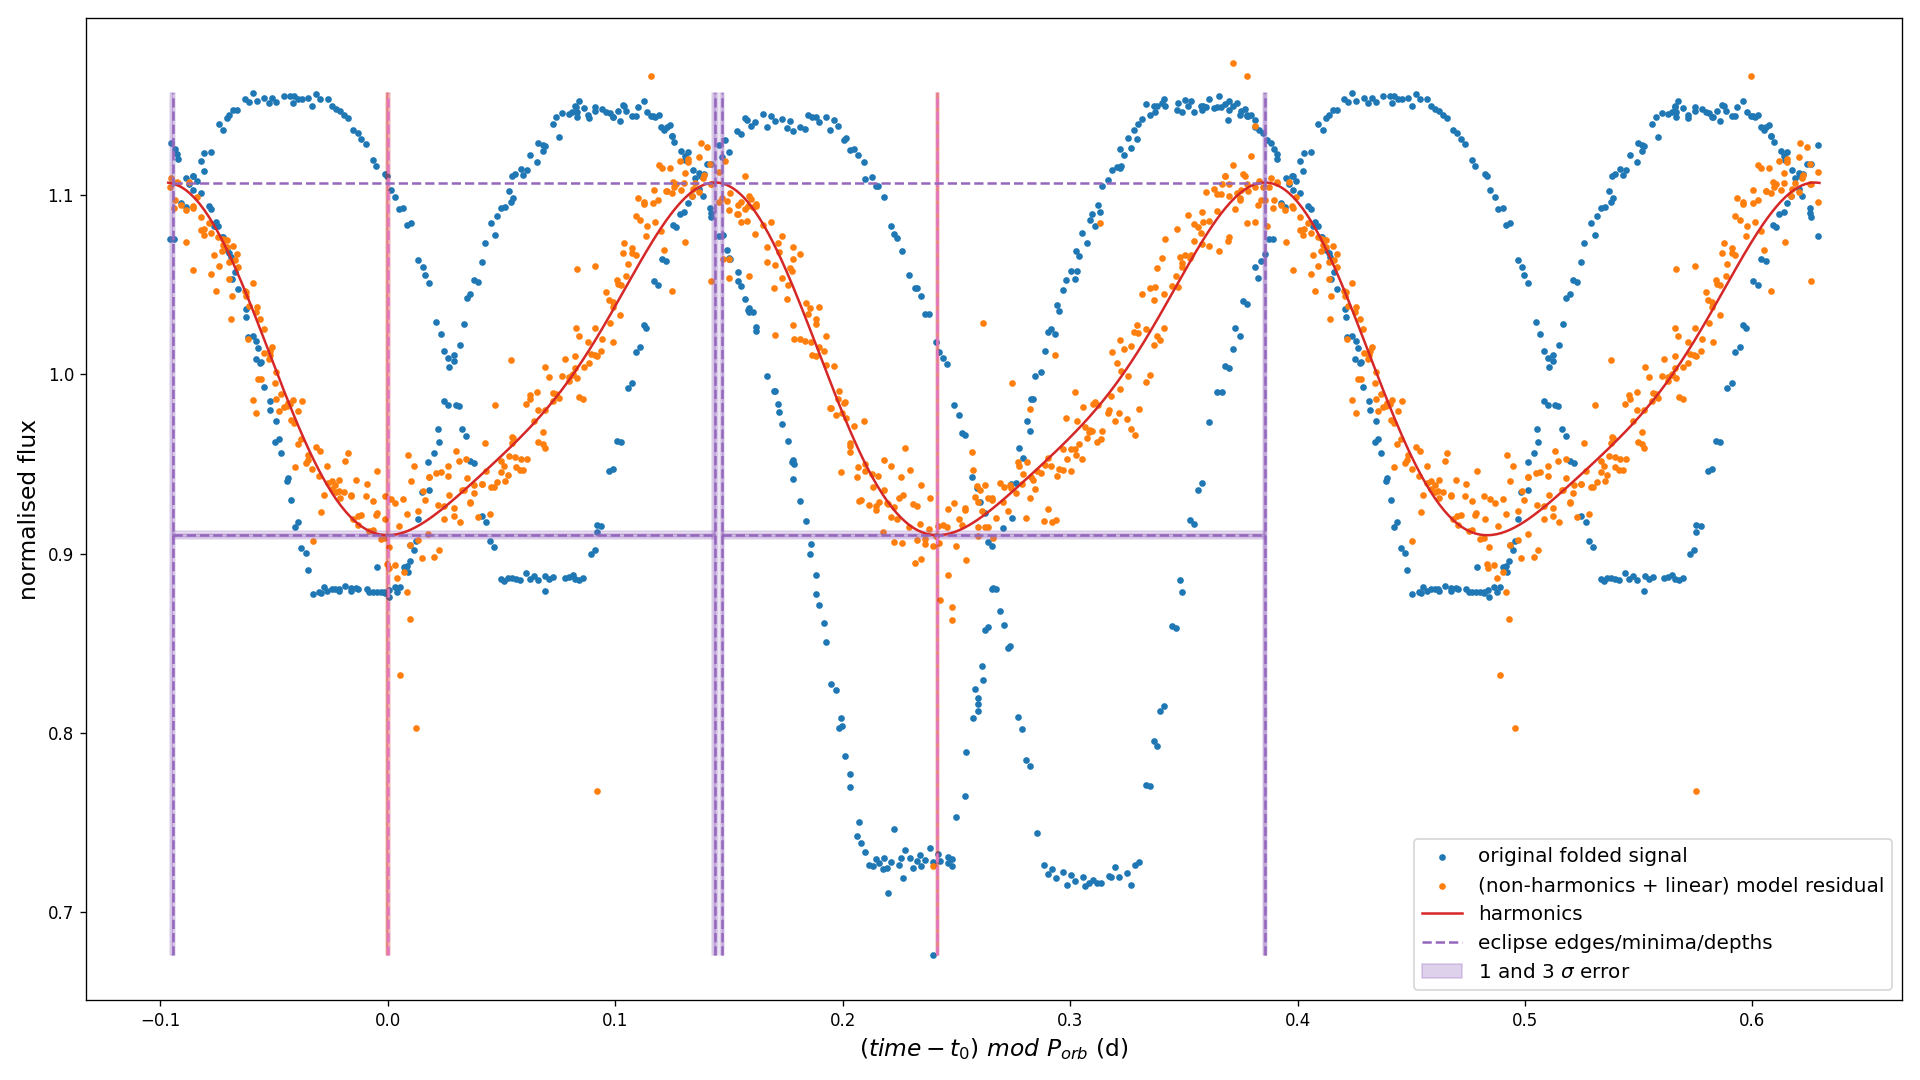 normalised flux
1.1
1.0
0.9
0.8
0.7
−0.1
0.0
0.1
0.2
0.3
0.4
0.5
0.6
(time − t₀) mod P_orb (d)
original folded signal
(non-harmonics + linear) model residual
harmonics
eclipse edges/minima/depths
1 and 3 σ error